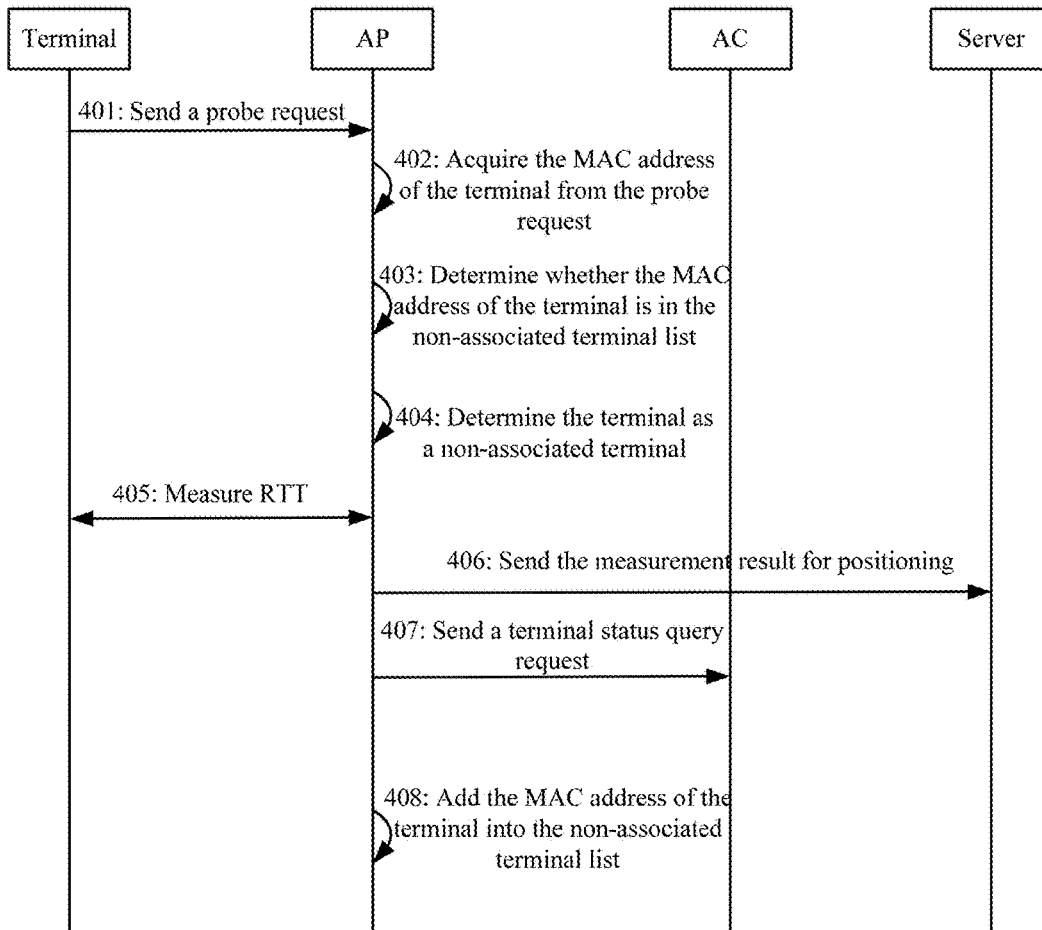 Terminal
AP
AC
Server
401: Send a probe request
402: Acquire the MAC address
of the terminal from the probe
request
403: Determine whether the MAC
address of the terminal is in the
non-associated terminal list
404: Determine the terminal as
a non-associated terminal
405: Measure RTT
406: Send the measurement result for positioning
407: Send a terminal status query
request
408: Add the MAC address of the
terminal into the non-associated
terminal list